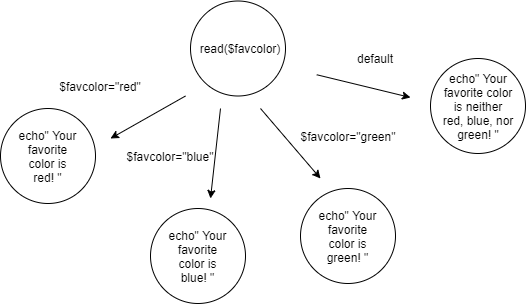 read($favcolor)
default
$favcolor="red"
$favcolor="blue"
$favcolor="green"
echo" Your
favorite
color is
red! "
echo" Your
favorite
color is
blue! "
echo" Your
favorite
color is
green! "
echo" Your
favorite color
is neither
red, blue, nor
green! "